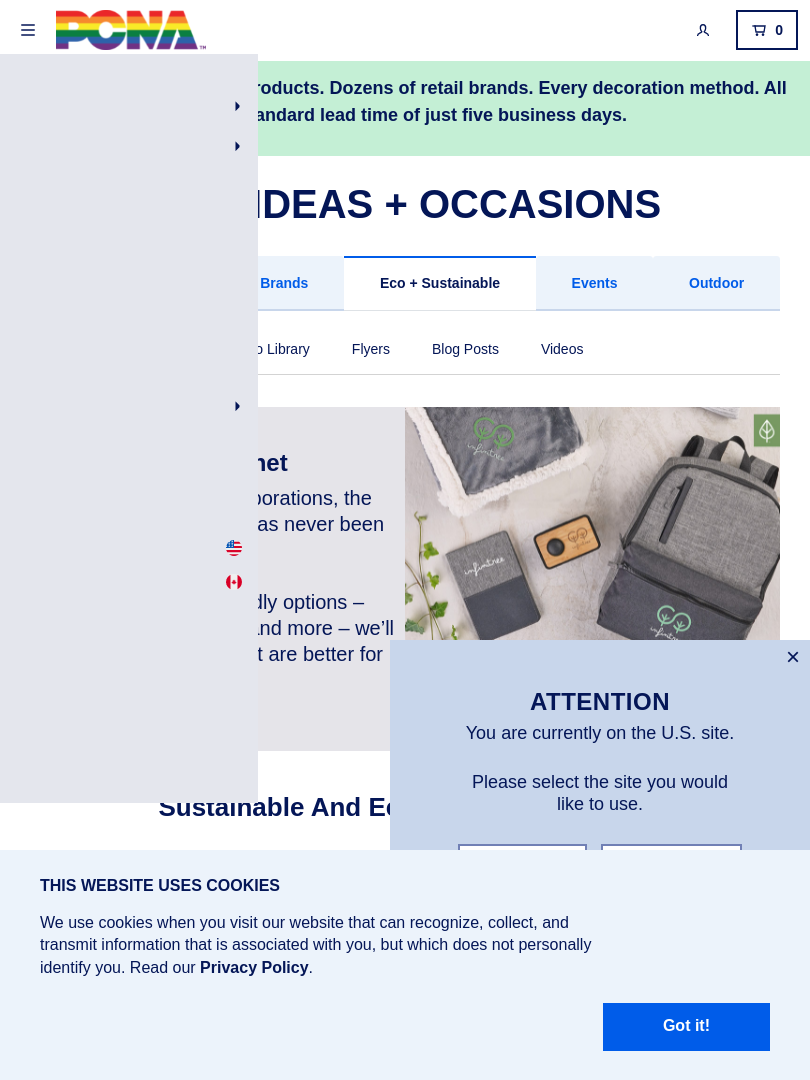 PCNA™
0
roducts. Dozens of retail brands. Every decoration method. All
andard lead time of just five business days.
IDEAS + OCCASIONS
Brands
Eco + Sustainable
Events
Outdoor
o Library
Flyers
Blog Posts
Videos
net
porations, the
as never been
dly options –
and more – we’ll
t are better for
infinitree
infinitree
infinitree
×
ATTENTION
You are currently on the U.S. site.
Please select the site you would
like to use.
Sustainable And Ec
THIS WEBSITE USES COOKIES
We use cookies when you visit our website that can recognize, collect, and
transmit information that is associated with you, but which does not personally
identify you. Read our Privacy Policy.
Got it!